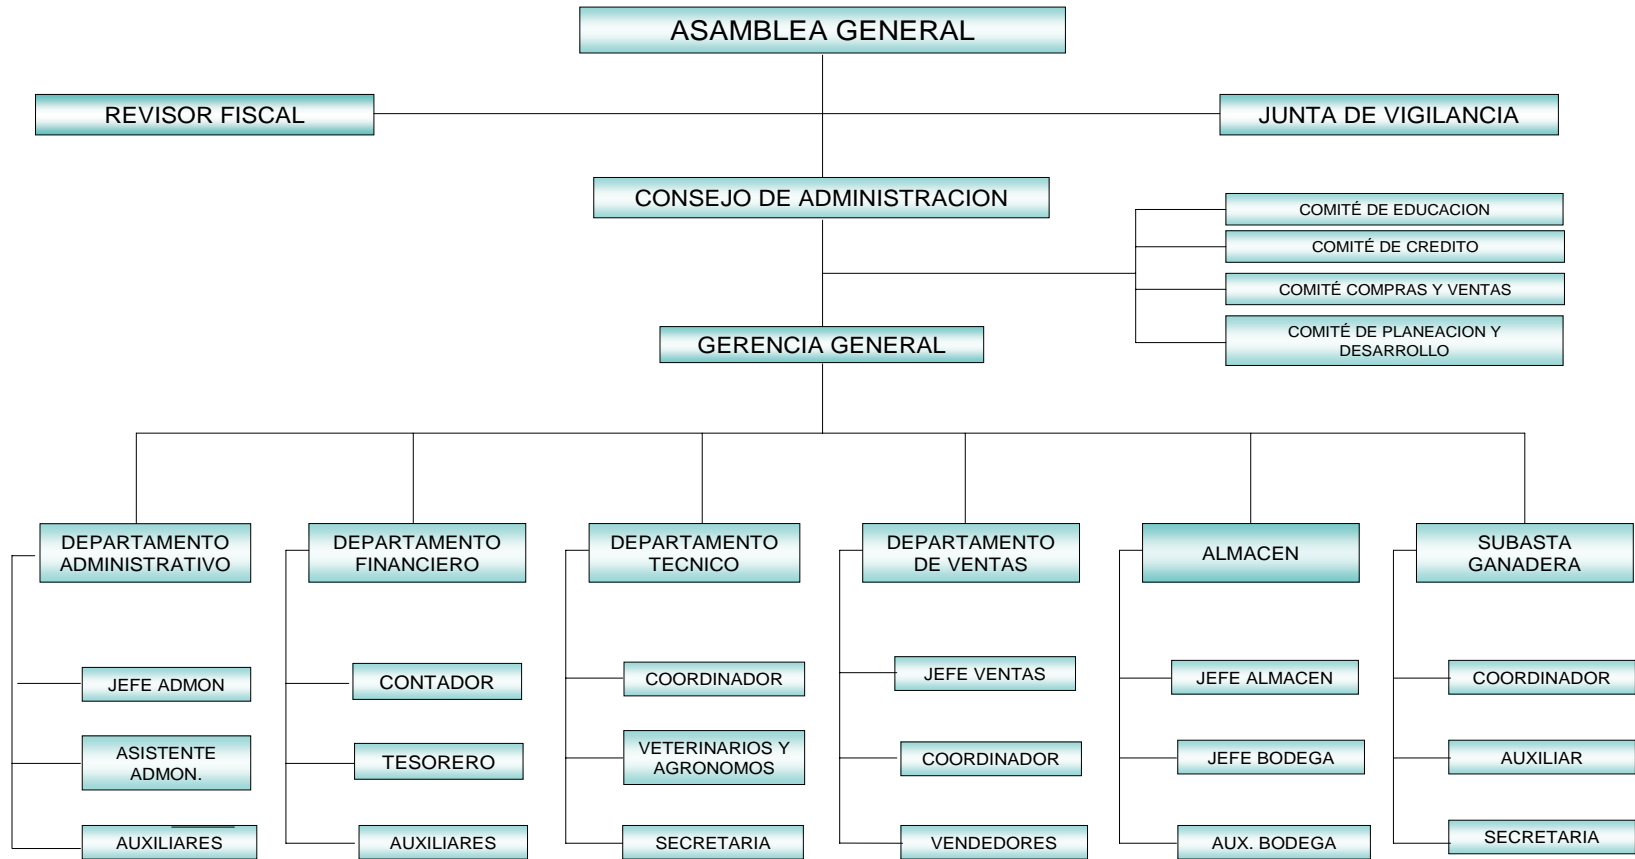 ASAMBLEA GENERAL
REVISOR FISCAL
JUNTA DE VIGILANCIA
CONSEJO DE ADMINISTRACION
COMITÉ DE EDUCACION
COMITÉ DE CREDITO
COMITÉ COMPRAS Y VENTAS
COMITÉ DE PLANEACION Y
DESARROLLO
GERENCIA GENERAL
DEPARTAMENTO
ADMINISTRATIVO
JEFE ADMON
ASISTENTE
ADMON.
AUXILIARES
DEPARTAMENTO
FINANCIERO
CONTADOR
TESORERO
AUXILIARES
DEPARTAMENTO
TECNICO
COORDINADOR
VETERINARIOS Y
AGRONOMOS
SECRETARIA
DEPARTAMENTO
DE VENTAS
JEFE VENTAS
COORDINADOR
VENDEDORES
ALMACEN
JEFE ALMACEN
JEFE BODEGA
AUX. BODEGA
SUBASTA
GANADERA
COORDINADOR
AUXILIAR
SECRETARIA